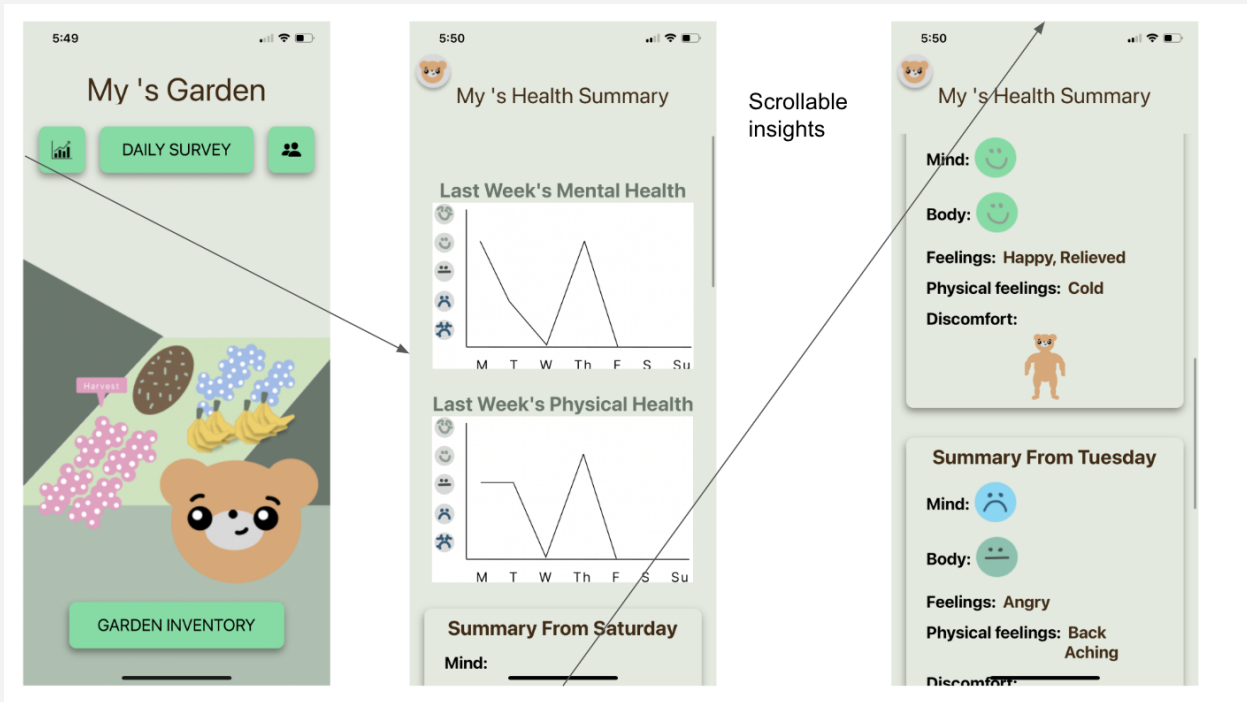 5:49
My 's Garden
DAILY SURVEY
Harvest
GARDEN INVENTORY
5:50
My 's Health Summary
Last Week's Mental Health
M T W Th F S Su
Last Week's Physical Health
M T W Th F S Su
Summary From Saturday
Mind:
Scrollable
insights
5:50
My 's Health Summary
Mind:
Body:
Feelings: Happy, Relieved
Physical feelings: Cold
Discomfort:
Summary From Tuesday
Mind:
Body:
Feelings: Angry
Physical feelings: Back
Aching
Discomfort: